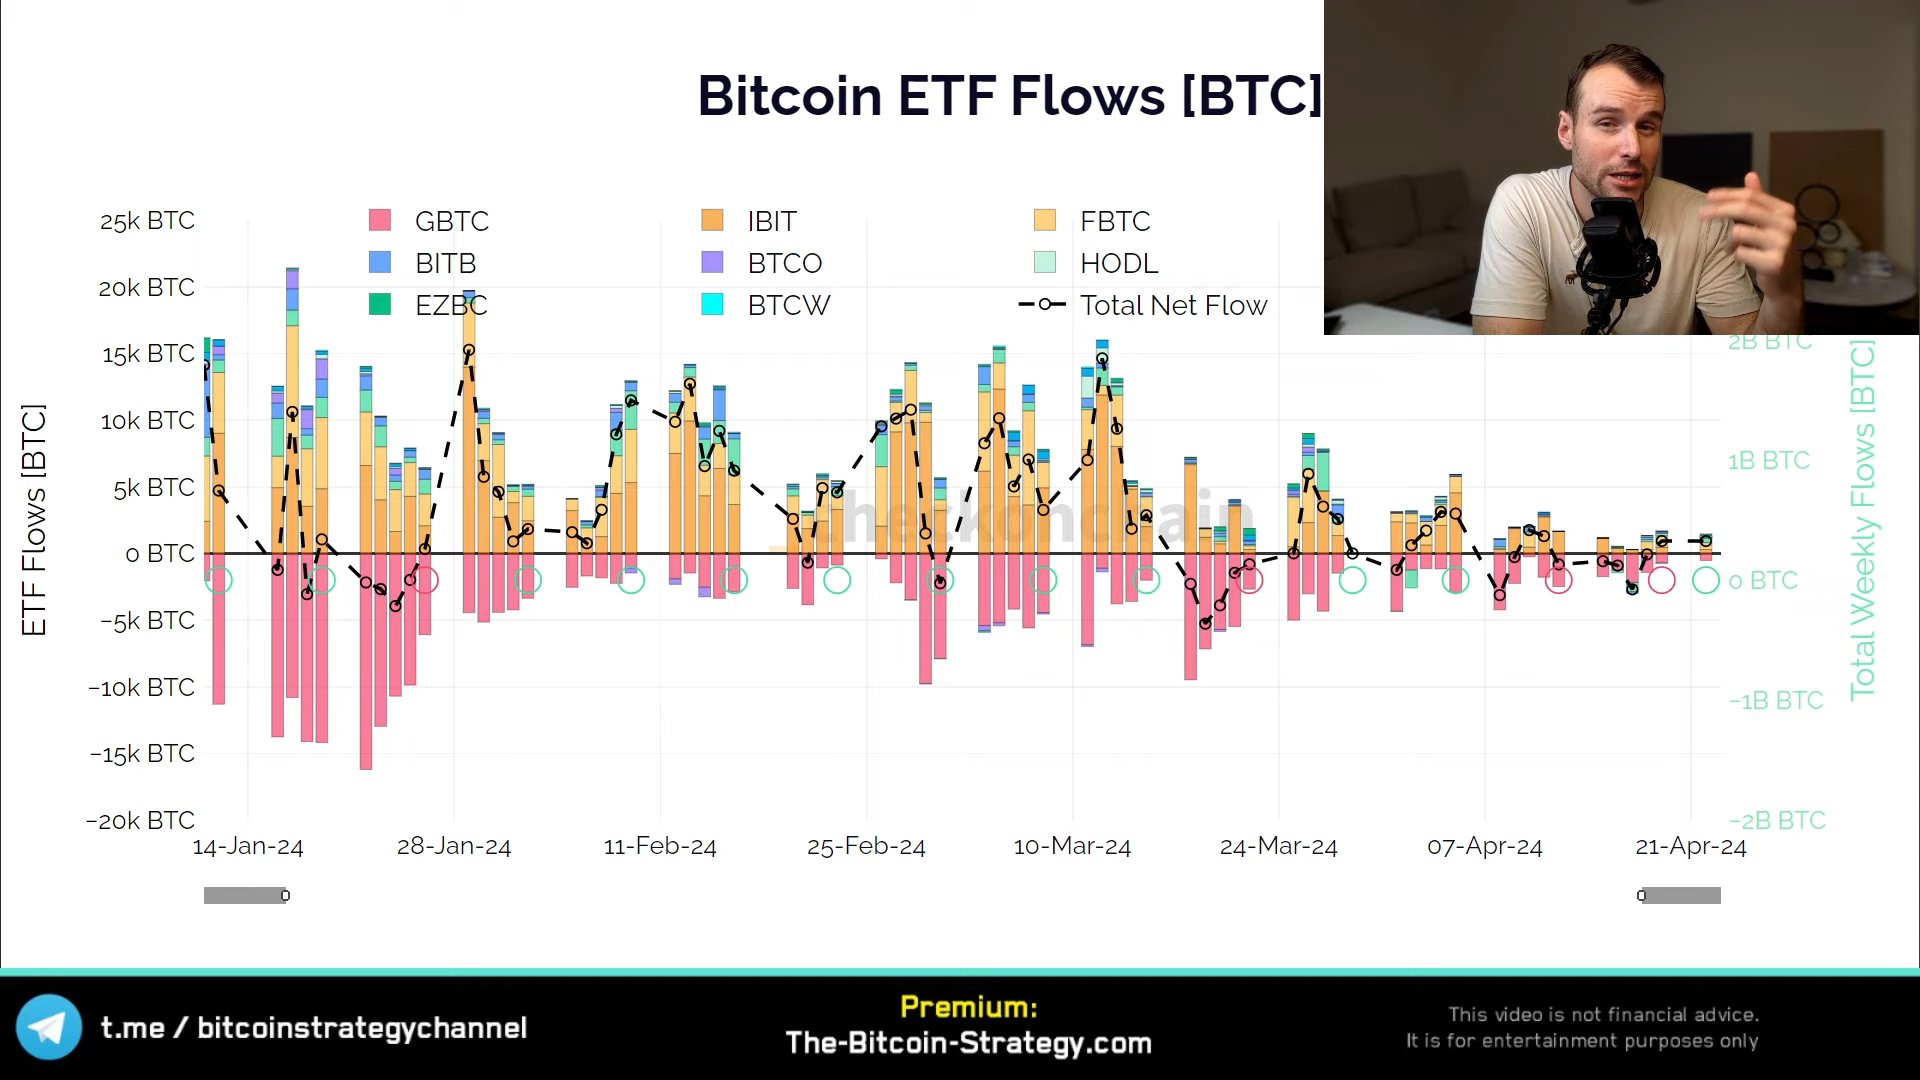 Bitcoin ETF Flows [BTC]
GBTC
IBIT
FBTC
BITB
BTCO
HODL
EZBC
BTCW
Total Net Flow
25k BTC
20k BTC
15k BTC
10k BTC
5k BTC
0 BTC
−5k BTC
−10k BTC
−15k BTC
−20k BTC
ETF Flows [BTC]
checkonchain
2B BTC
1B BTC
0 BTC
−1B BTC
−2B BTC
Total Weekly Flows [BTC]
14-Jan-24
28-Jan-24
11-Feb-24
25-Feb-24
10-Mar-24
24-Mar-24
07-Apr-24
21-Apr-24
t.me / bitcoinstrategychannel
Premium:
The-Bitcoin-Strategy.com
This video is not financial advice.
It is for entertainment purposes only